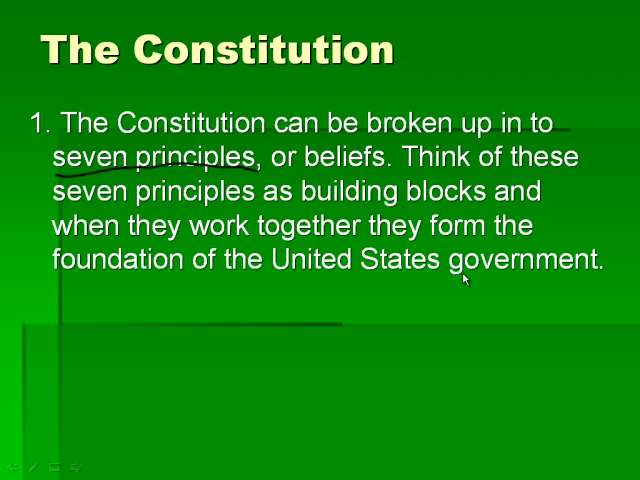 The Constitution
1. The Constitution can be broken up in to
seven principles, or beliefs. Think of these
seven principles as building blocks and
when they work together they form the
foundation of the United States government.